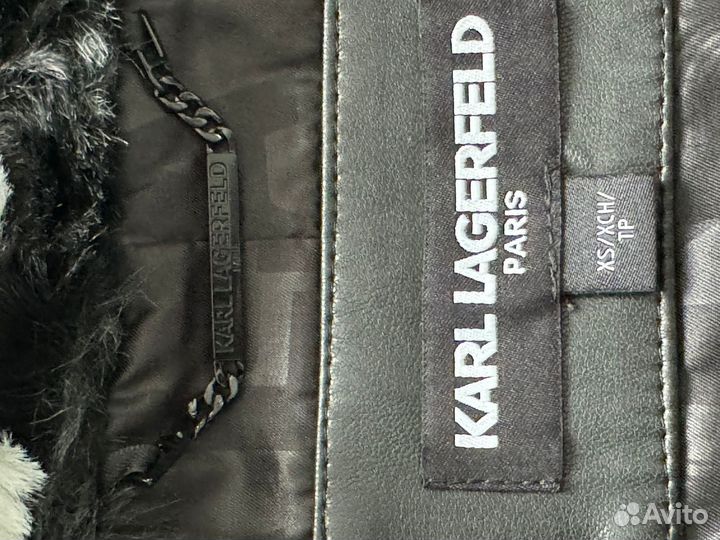 KARL LAGERFELD
KARL LAGERFELD
PARIS
XS/XCH/
TP
Avito